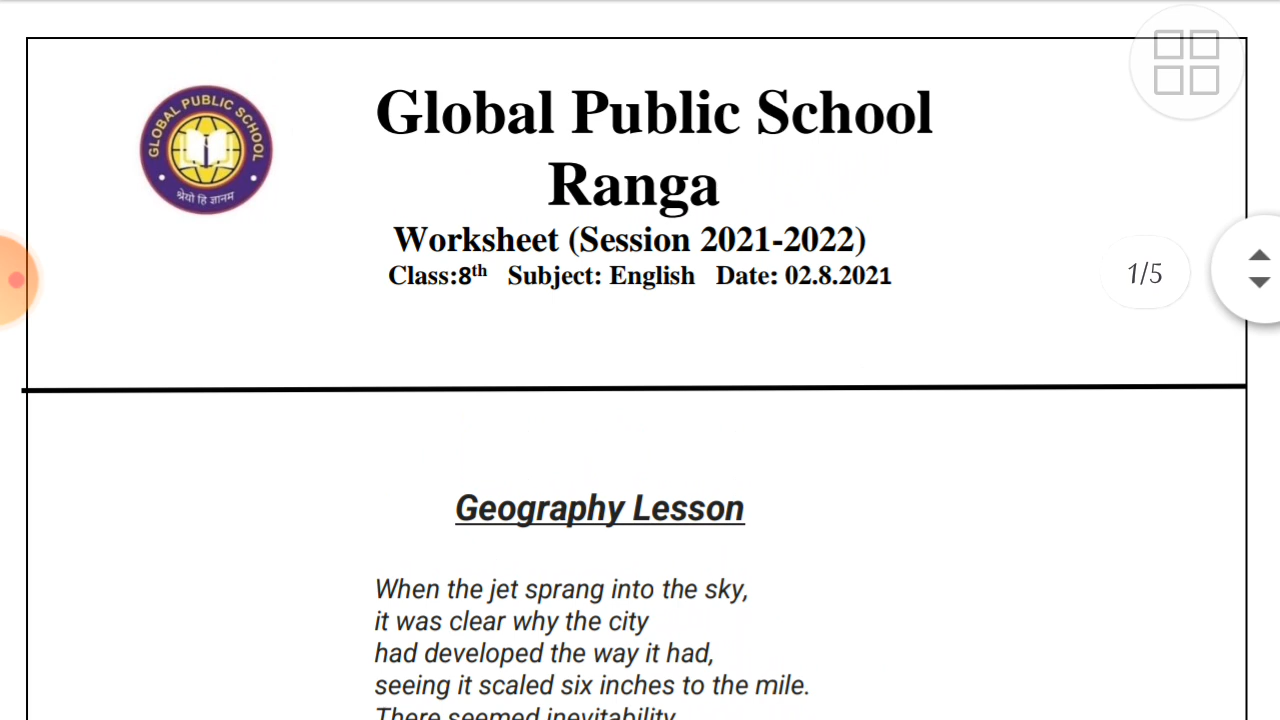 GLOBAL PUBLIC SCHOOL
श्रेयो हि ज्ञानम
Global Public School
Ranga
Worksheet (Session 2021-2022)
Class:8th Subject: English Date: 02.8.2021
1/5
Geography Lesson
When the jet sprang into the sky,
it was clear why the city
had developed the way it had,
seeing it scaled six inches to the mile.
There seemed inevitability